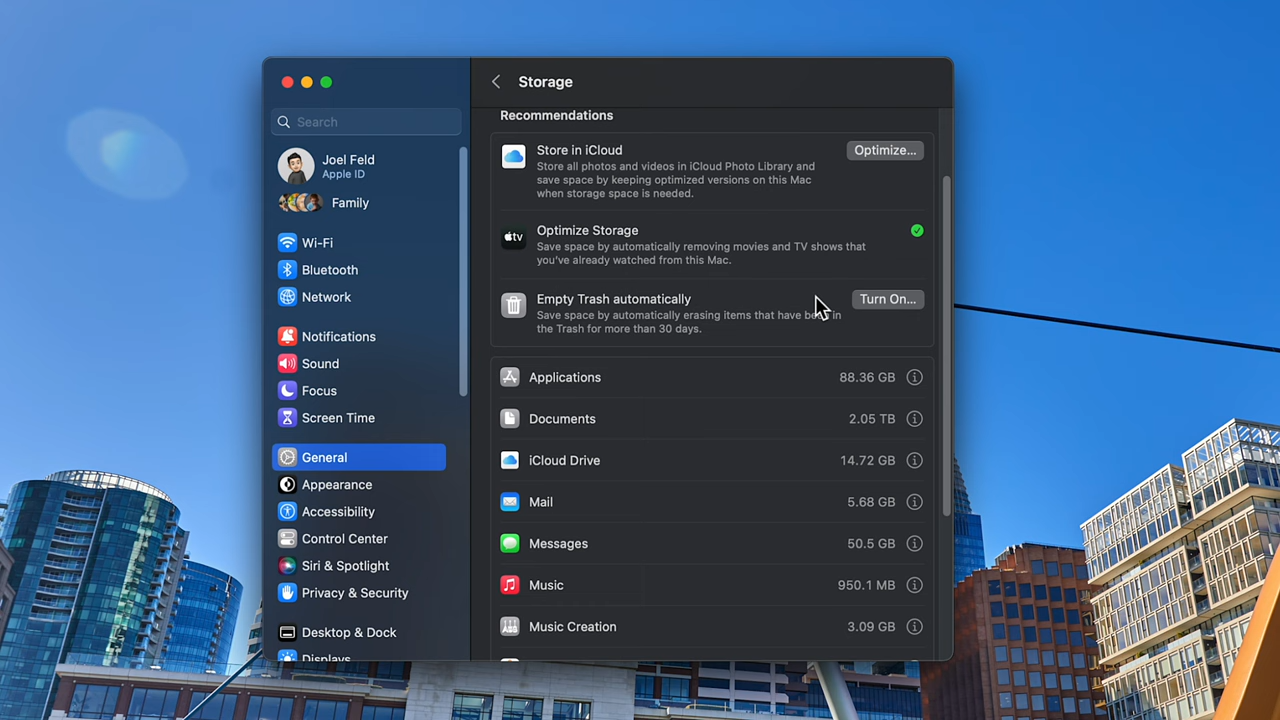 Storage
Search
Joel Feld
Apple ID
Family
Wi-Fi
Bluetooth
Network
Notifications
Sound
Focus
Screen Time
General
Appearance
Accessibility
Control Center
Siri & Spotlight
Privacy & Security
Desktop & Dock
Displays
Recommendations
Store in iCloud
Optimize...
Store all photos and videos in iCloud Photo Library and
save space by keeping optimized versions on this Mac
when storage space is needed.
tv
Optimize Storage
Save space by automatically removing movies and TV shows that
you've already watched from this Mac.
Empty Trash automatically
Turn On...
Save space by automatically erasing items that have been in
the Trash for more than 30 days.
Applications 88.36 GB
Documents 2.05 TB
iCloud Drive 14.72 GB
Mail 5.68 GB
Messages 50.5 GB
Music 950.1 MB
Music Creation 3.09 GB